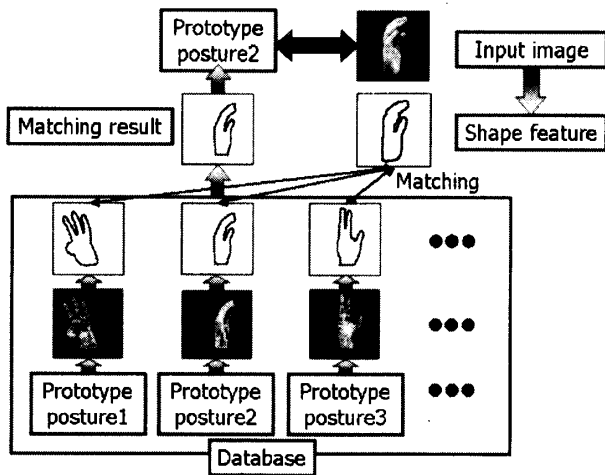 Prototype
posture2
Input image
Matching result
Shape feature
Matching
Prototype
posture1
Prototype
posture2
Prototype
posture3
Database